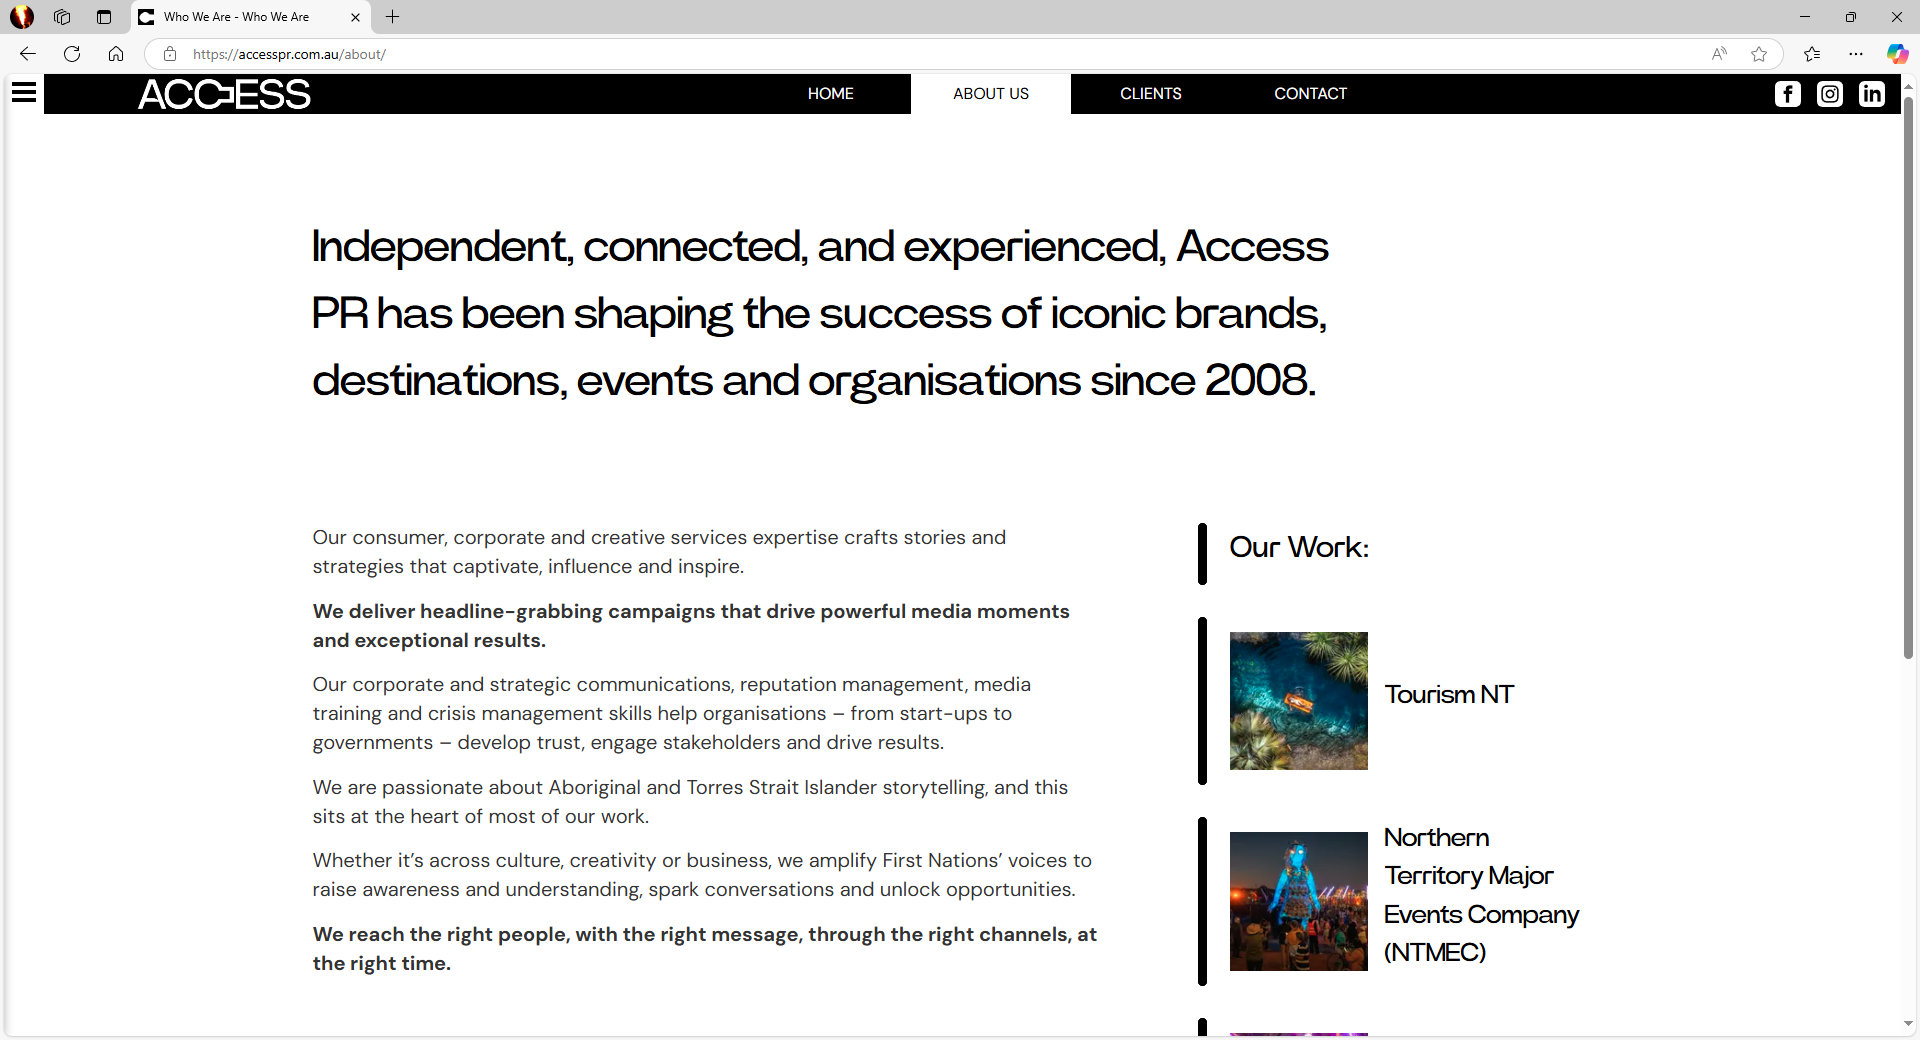 Who We Are - Who We Are
https://accesspr.com.au/about/
ACCESS
HOME
ABOUT US
CLIENTS
CONTACT
Independent, connected, and experienced, Access
PR has been shaping the success of iconic brands,
destinations, events and organisations since 2008.
Our consumer, corporate and creative services expertise crafts stories and
strategies that captivate, influence and inspire.
We deliver headline-grabbing campaigns that drive powerful media moments
and exceptional results.
Our corporate and strategic communications, reputation management, media
training and crisis management skills help organisations – from start-ups to
governments – develop trust, engage stakeholders and drive results.
We are passionate about Aboriginal and Torres Strait Islander storytelling, and this
sits at the heart of most of our work.
Whether it’s across culture, creativity or business, we amplify First Nations’ voices to
raise awareness and understanding, spark conversations and unlock opportunities.
We reach the right people, with the right message, through the right channels, at
the right time.
Our Work:
Tourism NT
Northern
Territory Major
Events Company
(NTMEC)